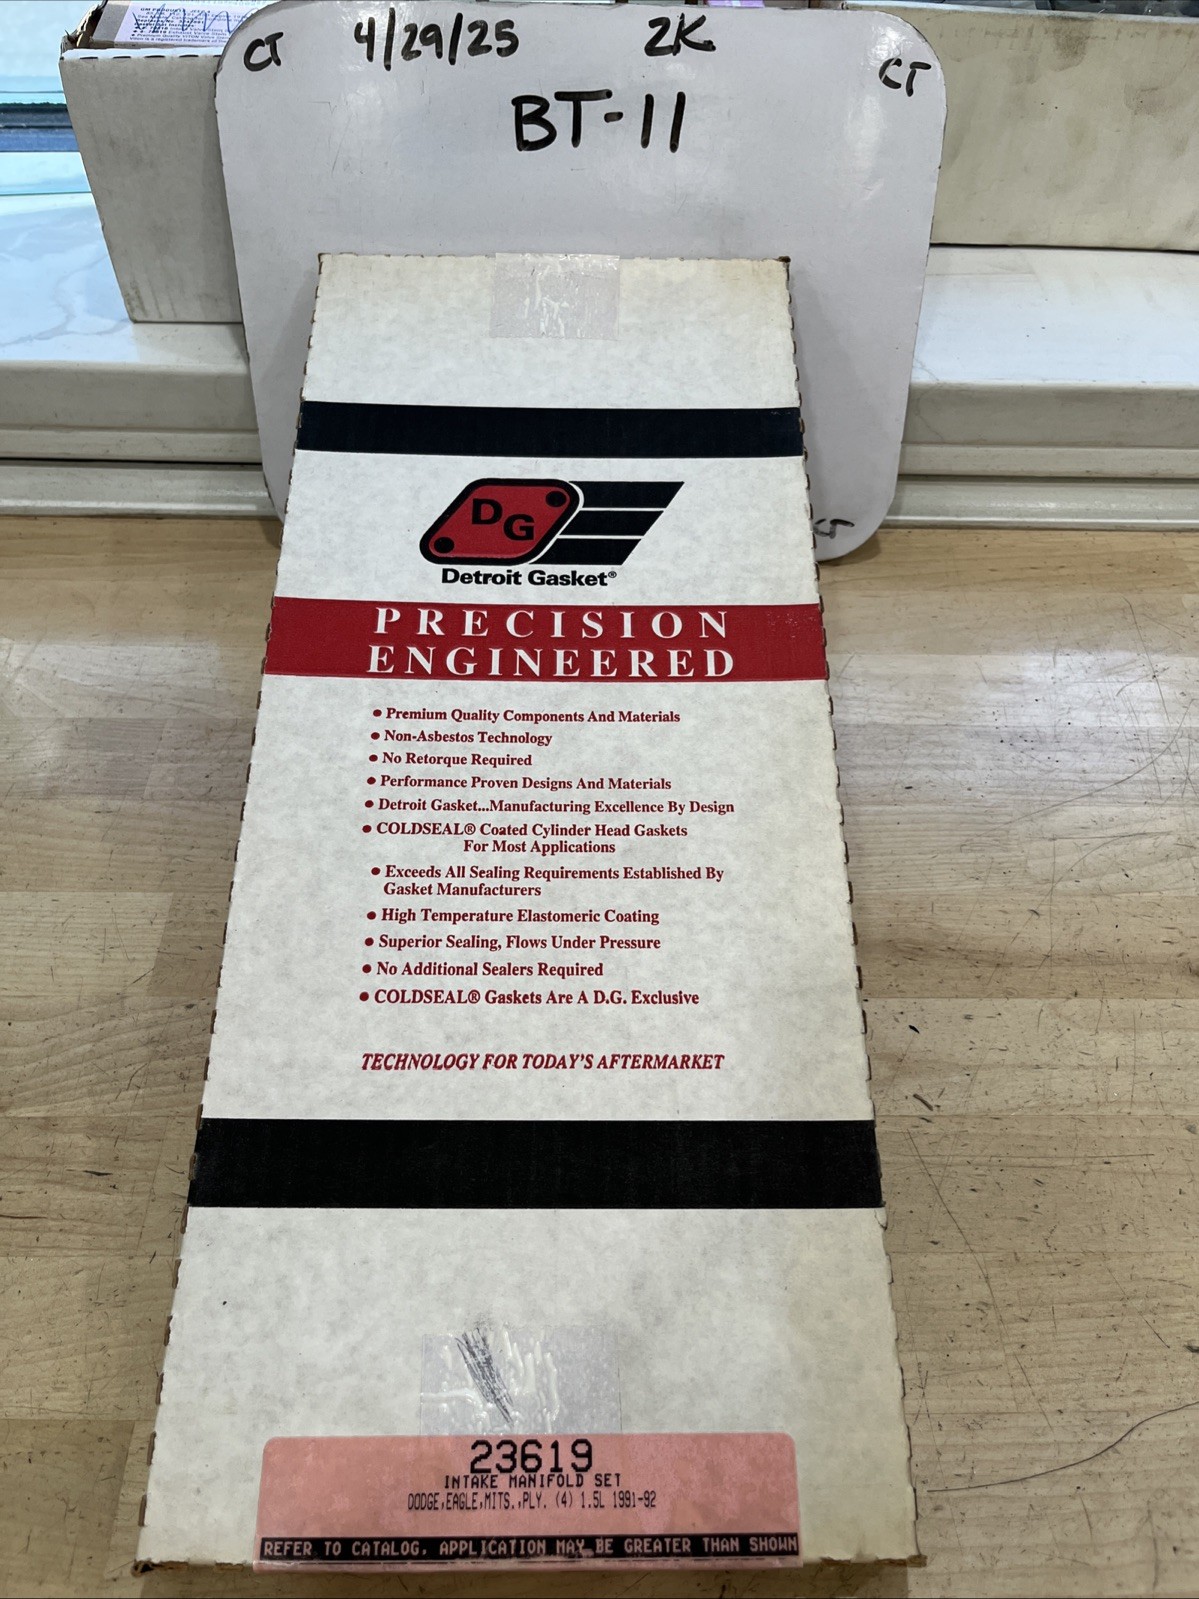 CT 4/29/25 2K CT
BT-11
CT
DG
Detroit Gasket®
PRECISION
ENGINEERED
• Premium Quality Components And Materials
• Non-Asbestos Technology
• No Retorque Required
• Performance Proven Designs And Materials
• Detroit Gasket...Manufacturing Excellence By Design
• COLDSEAL® Coated Cylinder Head Gaskets
For Most Applications
• Exceeds All Sealing Requirements Established By
Gasket Manufacturers
• High Temperature Elastomeric Coating
• Superior Sealing, Flows Under Pressure
• No Additional Sealers Required
• COLDSEAL® Gaskets Are A D.G. Exclusive
TECHNOLOGY FOR TODAY'S AFTERMARKET
23619
INTAKE MANIFOLD SET
DODGE,EAGLE,MITS.,PLY. (4) 1.5L 1991-92
REFER TO CATALOG, APPLICATION MAY BE GREATER THAN SHOWN